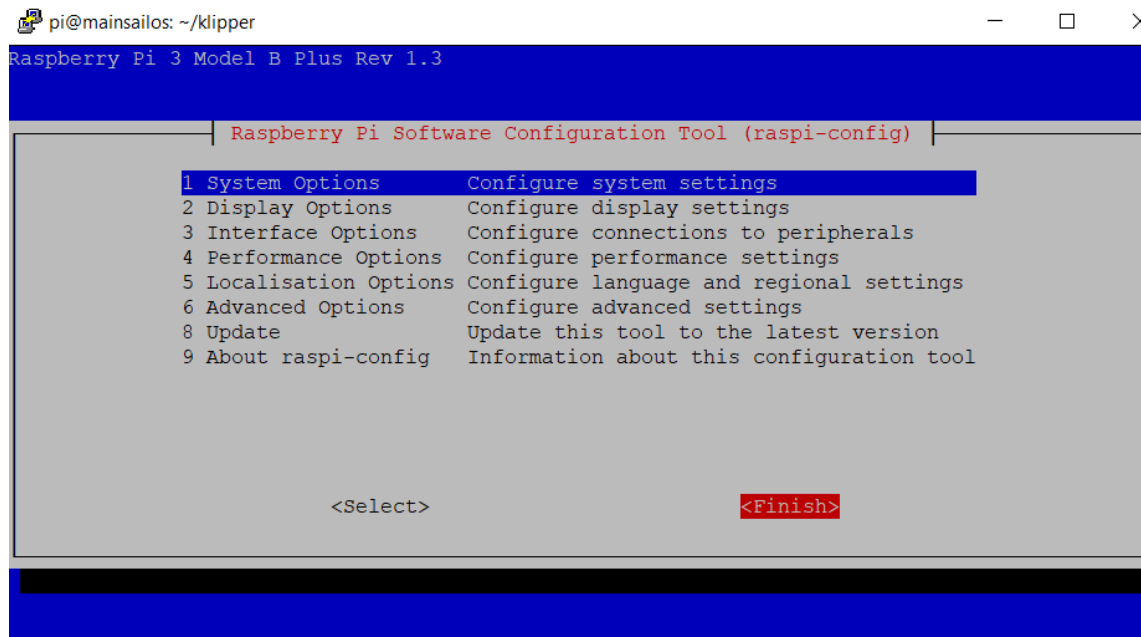 pi@mainsailos: ~/klipper
Raspberry Pi 3 Model B Plus Rev 1.3
Raspberry Pi Software Configuration Tool (raspi-config)
1 System Options Configure system settings
2 Display Options Configure display settings
3 Interface Options Configure connections to peripherals
4 Performance Options Configure performance settings
5 Localisation Options Configure language and regional settings
6 Advanced Options Configure advanced settings
8 Update Update this tool to the latest version
9 About raspi-config Information about this configuration tool
<Select> <Finish>